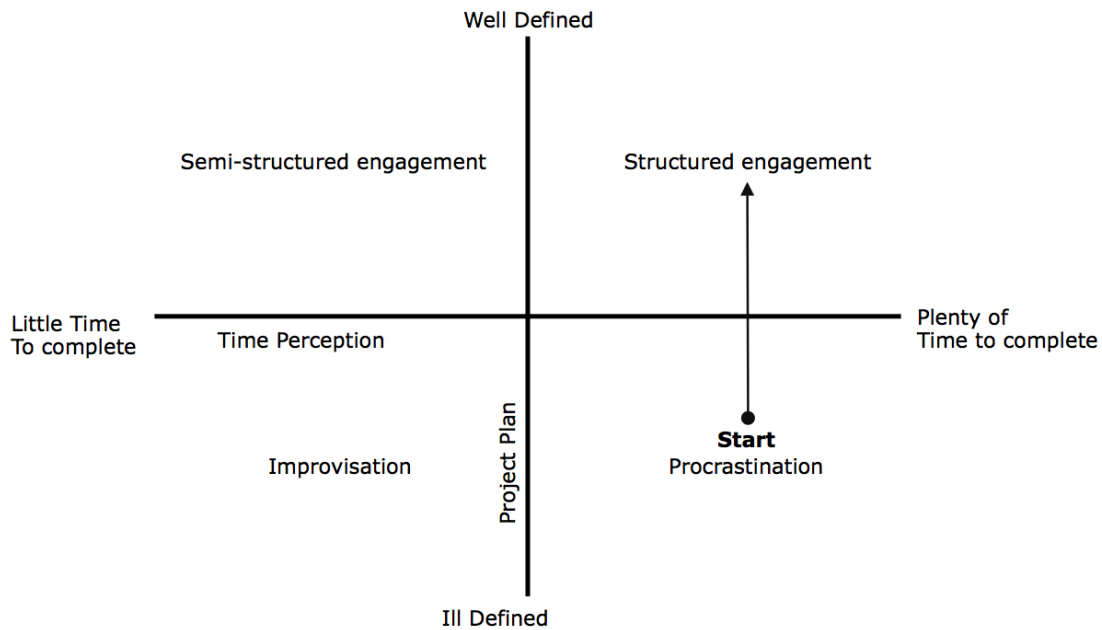 Well Defined
Semi-structured engagement
Structured engagement
Little Time
To complete
Time Perception
Plenty of
Time to complete
Project Plan
Start
Improvisation
Procrastination
Ill Defined